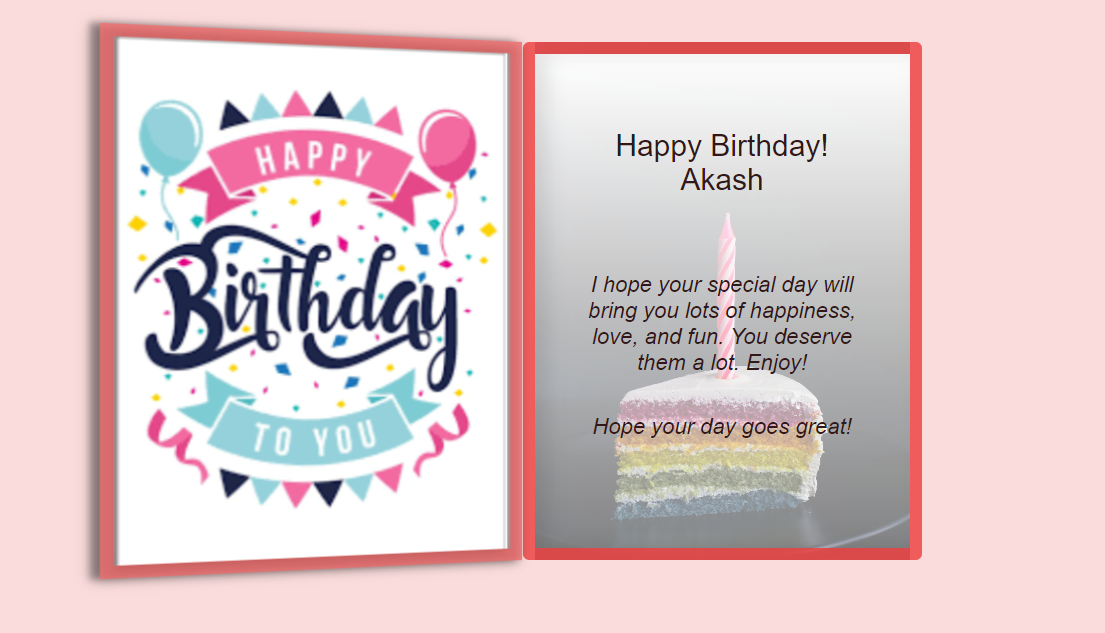 HAPPY
Birthday
TO YOU
Happy Birthday!
Akash
I hope your special day will
bring you lots of happiness,
love, and fun. You deserve
them a lot. Enjoy!
Hope your day goes great!